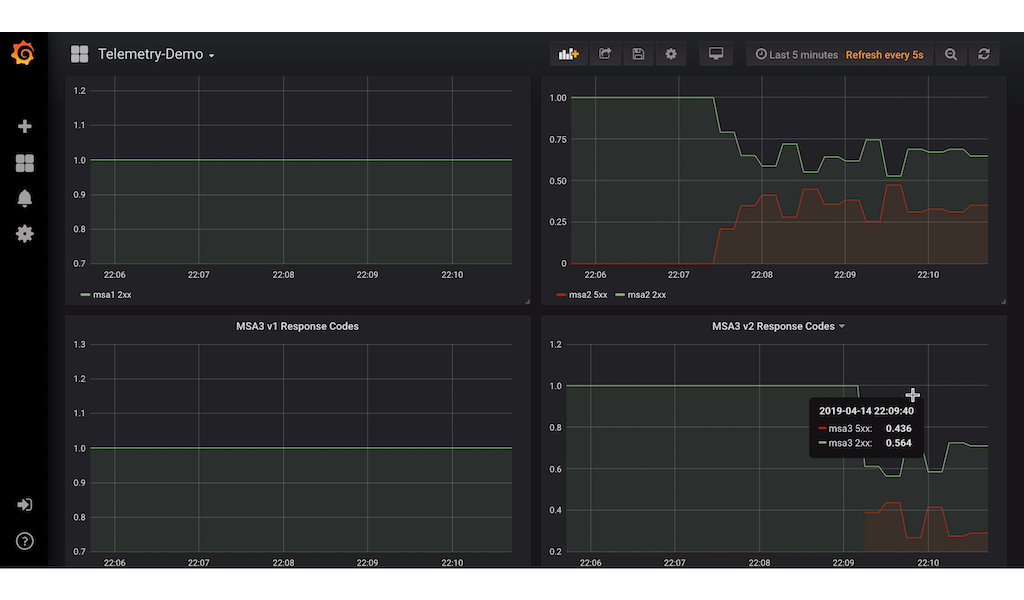 Telemetry-Demo
Last 5 minutes Refresh every 5s
1.2
1.1
1.0
0.9
0.8
0.7
22:06 22:07 22:08 22:09 22:10
msa1 2xx
1.00
0.75
0.50
0.25
0
22:06 22:07 22:08 22:09 22:10
msa2 5xx msa2 2xx
MSA3 v1 Response Codes
1.3
1.2
1.1
1.0
0.9
0.8
0.7
22:06 22:07 22:08 22:09 22:10
MSA3 v2 Response Codes
1.2
1.0
0.8
0.6
0.4
0.2
22:06 22:07 22:08 22:09 22:10
2019-04-14 22:09:40
msa3 5xx: 0.436
msa3 2xx: 0.564